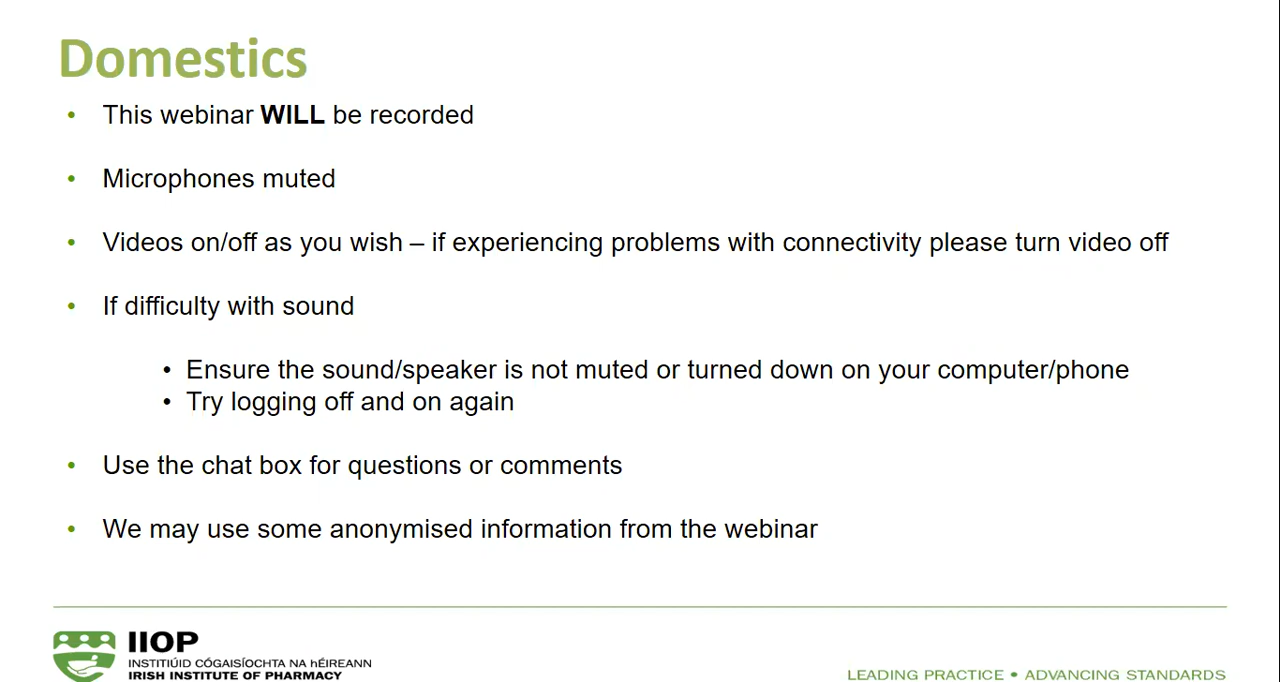 Domestics
• This webinar WILL be recorded
• Microphones muted
• Videos on/off as you wish – if experiencing problems with connectivity please turn video off
• If difficulty with sound
• Ensure the sound/speaker is not muted or turned down on your computer/phone
• Try logging off and on again
• Use the chat box for questions or comments
• We may use some anonymised information from the webinar
IIOP
INSTITIÚID CÓGAISÍOCHTA NA hÉIREANN
IRISH INSTITUTE OF PHARMACY
LEADING PRACTICE • ADVANCING STANDARDS